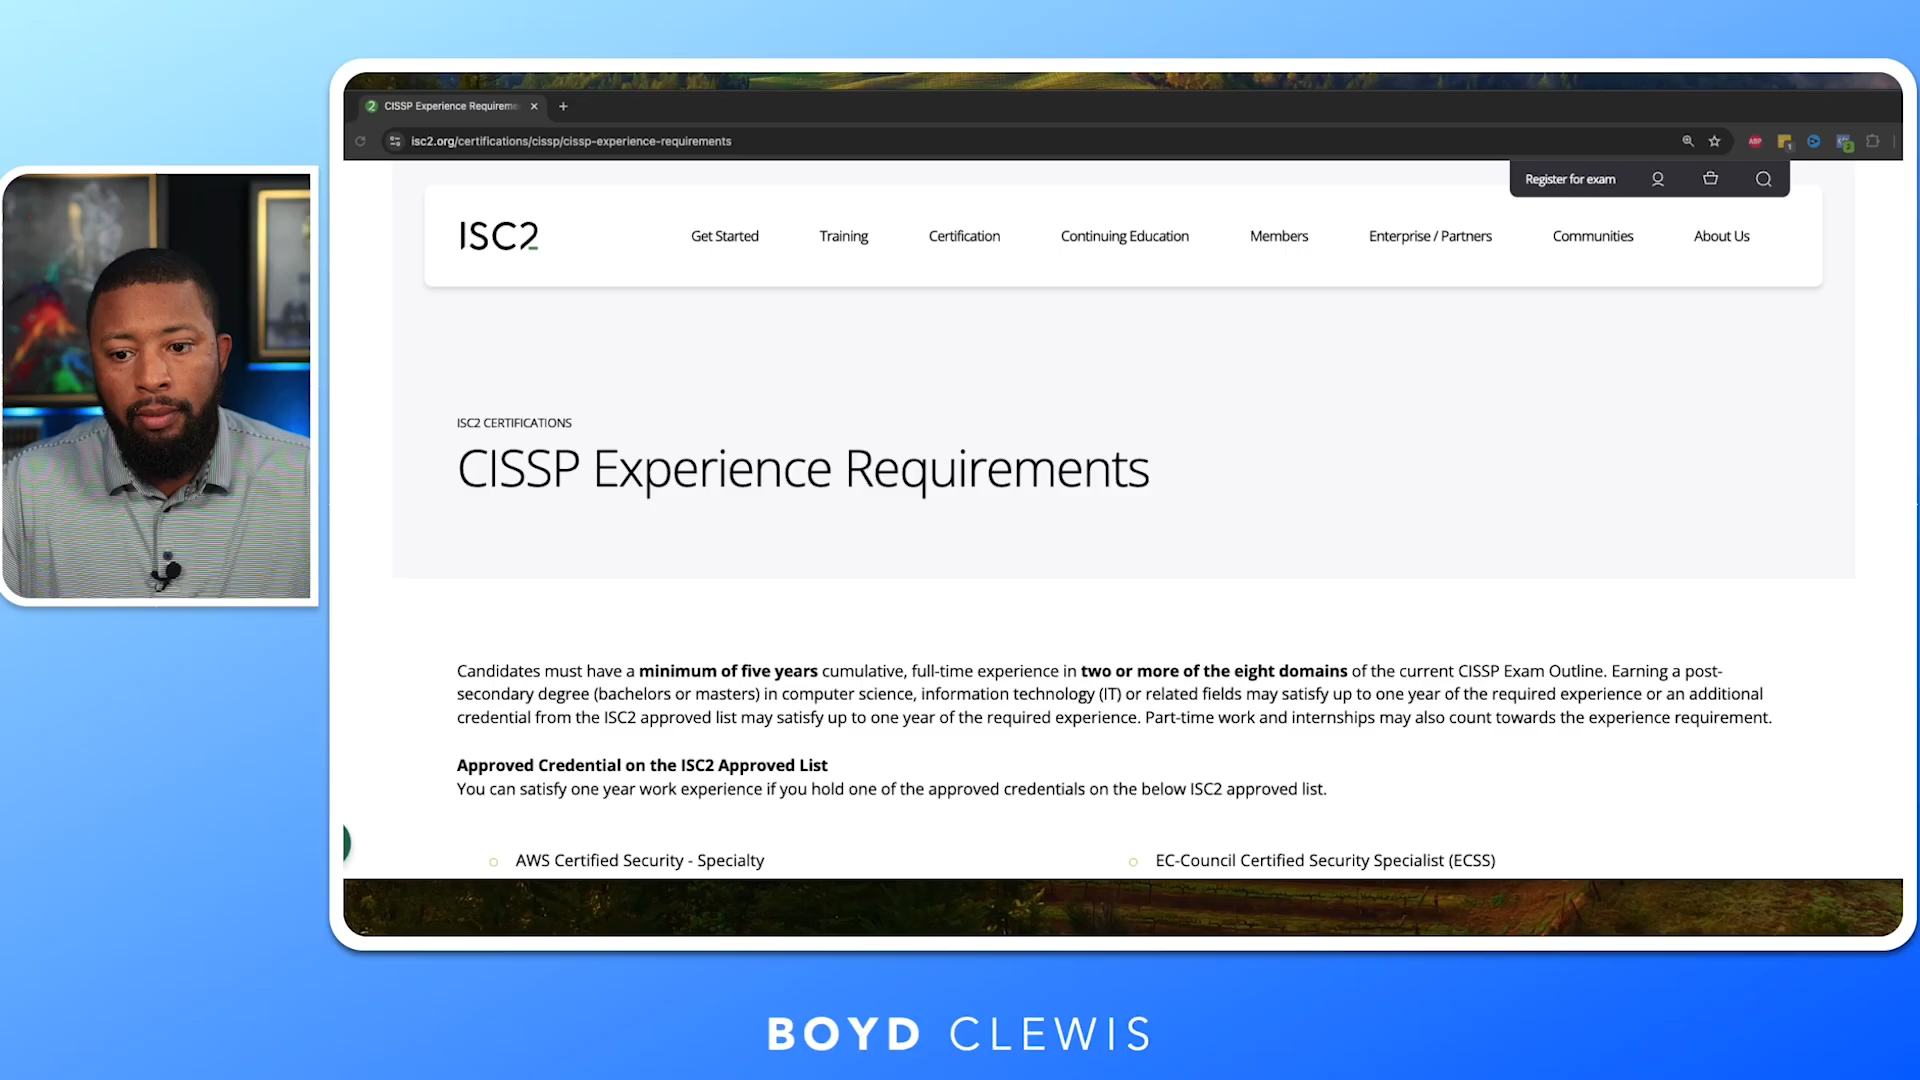 CISSP Experience Requireme
isc2.org/certifications/cissp/cissp-experience-requirements
ABP
1
Register for exam
ISC2
Get Started
Training
Certification
Continuing Education
Members
Enterprise / Partners
Communities
About Us
ISC2 CERTIFICATIONS
CISSP Experience Requirements
Candidates must have a minimum of five years cumulative, full-time experience in two or more of the eight domains of the current CISSP Exam Outline. Earning a post-
secondary degree (bachelors or masters) in computer science, information technology (IT) or related fields may satisfy up to one year of the required experience or an additional
credential from the ISC2 approved list may satisfy up to one year of the required experience. Part-time work and internships may also count towards the experience requirement.
Approved Credential on the ISC2 Approved List
You can satisfy one year work experience if you hold one of the approved credentials on the below ISC2 approved list.
AWS Certified Security - Specialty
EC-Council Certified Security Specialist (ECSS)
BOYD CLEWIS